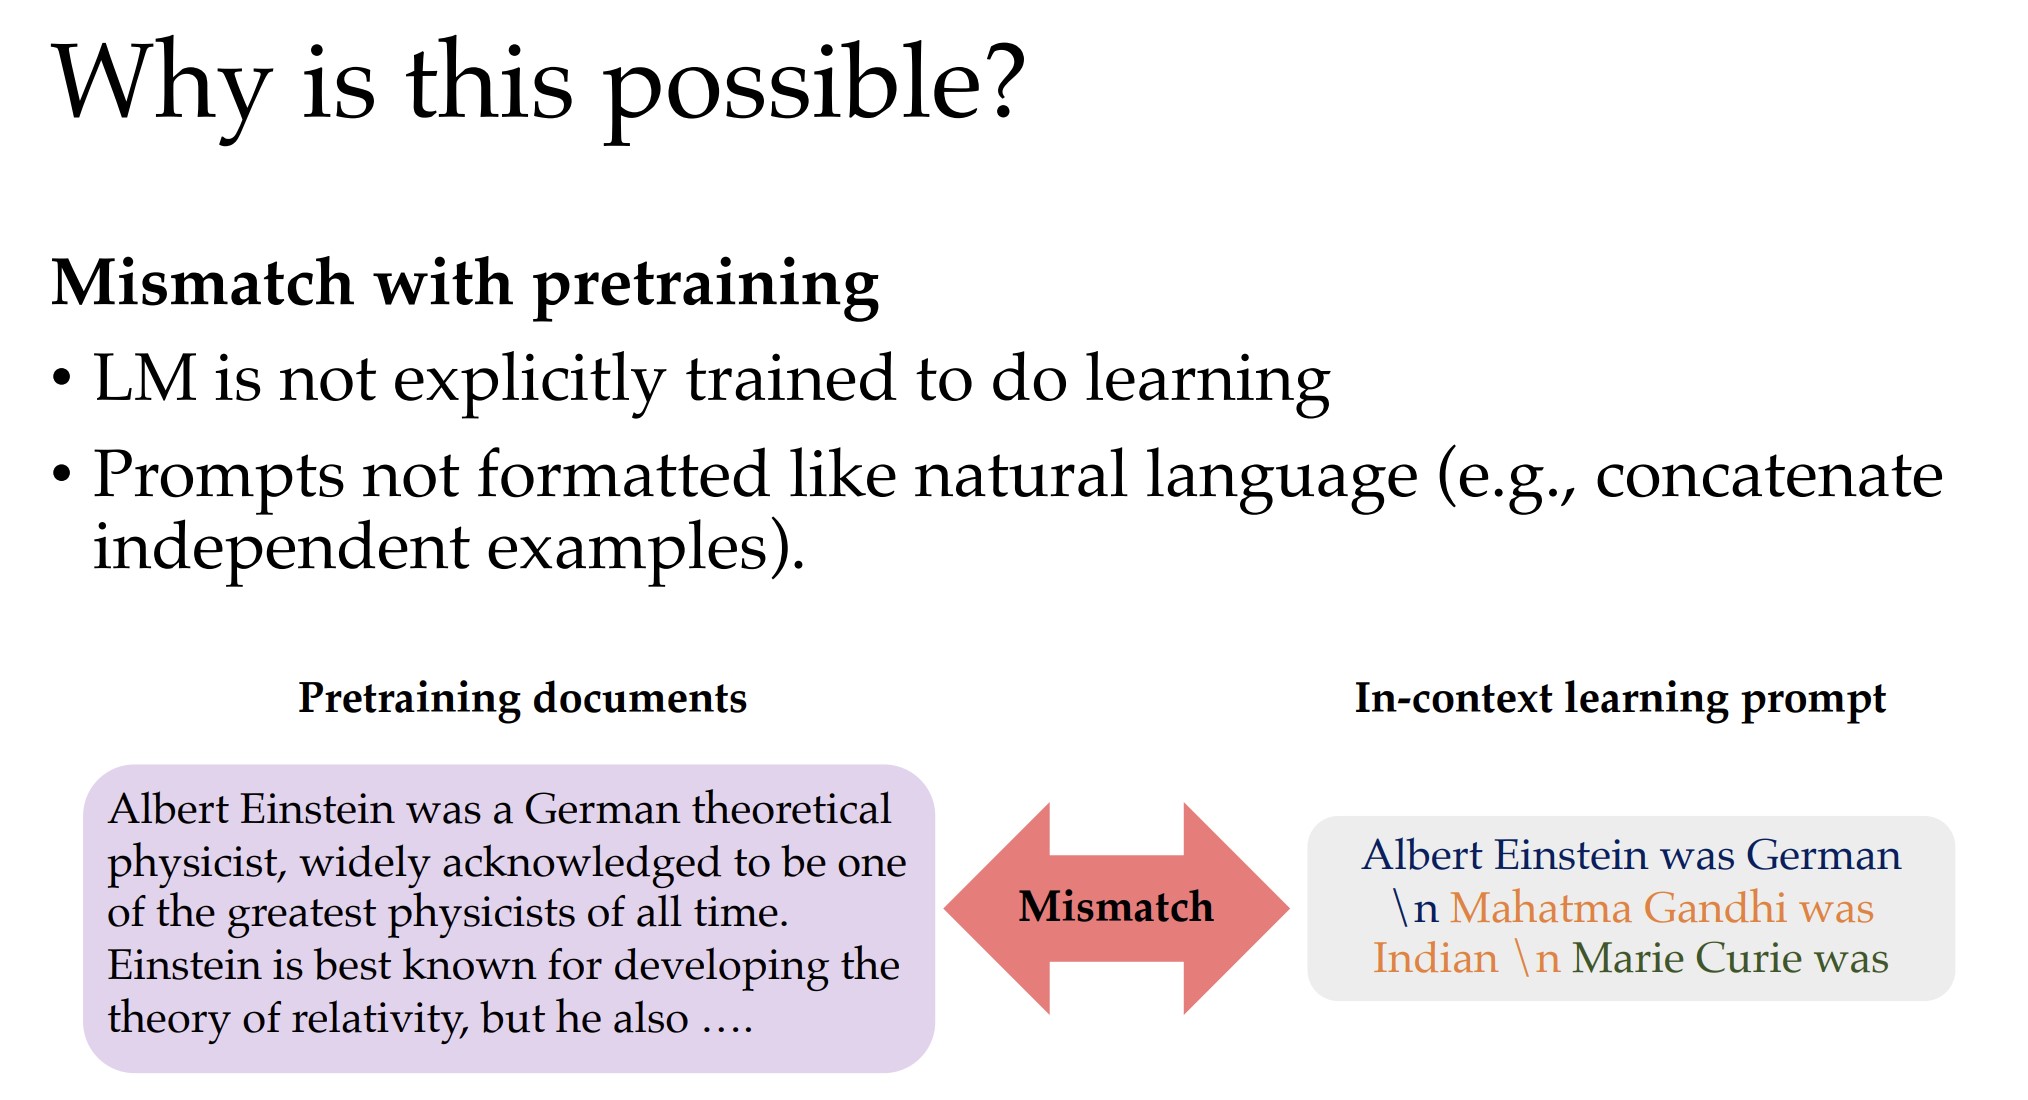 Why is this possible?
Mismatch with pretraining
• LM is not explicitly trained to do learning
• Prompts not formatted like natural language (e.g., concatenate
independent examples).
Pretraining documents
Albert Einstein was a German theoretical
physicist, widely acknowledged to be one
of the greatest physicists of all time.
Einstein is best known for developing the
theory of relativity, but he also ….
Mismatch
In-context learning prompt
Albert Einstein was German
\n Mahatma Gandhi was
Indian \n Marie Curie was